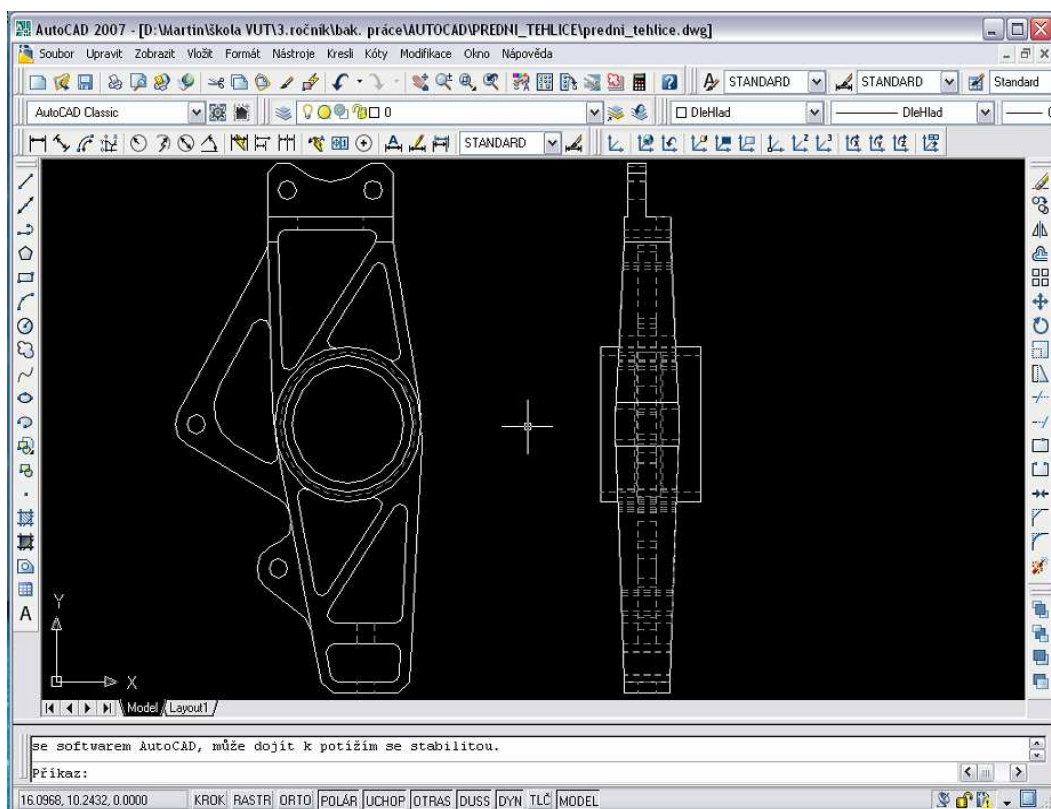 AutoCAD 2007 - [D:\Martin\škola VUT\3.ročník\bak. práce\AUTOCAD\PREDNI_TEHLICE\predni_tehlice.dwg]
Soubor Upravit Zobrazit Vložit Formát Nástroje Kresli Kóty Modifikace Okno Nápověda
STANDARD STANDARD Standard
AutoCAD Classic 0 DleHlad DleHlad
STANDARD
A
Y
X
Model Layout1
se softwarem AutoCAD, může dojít k potížím se stabilitou.
Příkaz:
16.0968, 10.2432, 0.0000 KROK RASTR ORTO POLÁR UCHOP OTRAS DUSS DYN TLČ MODEL